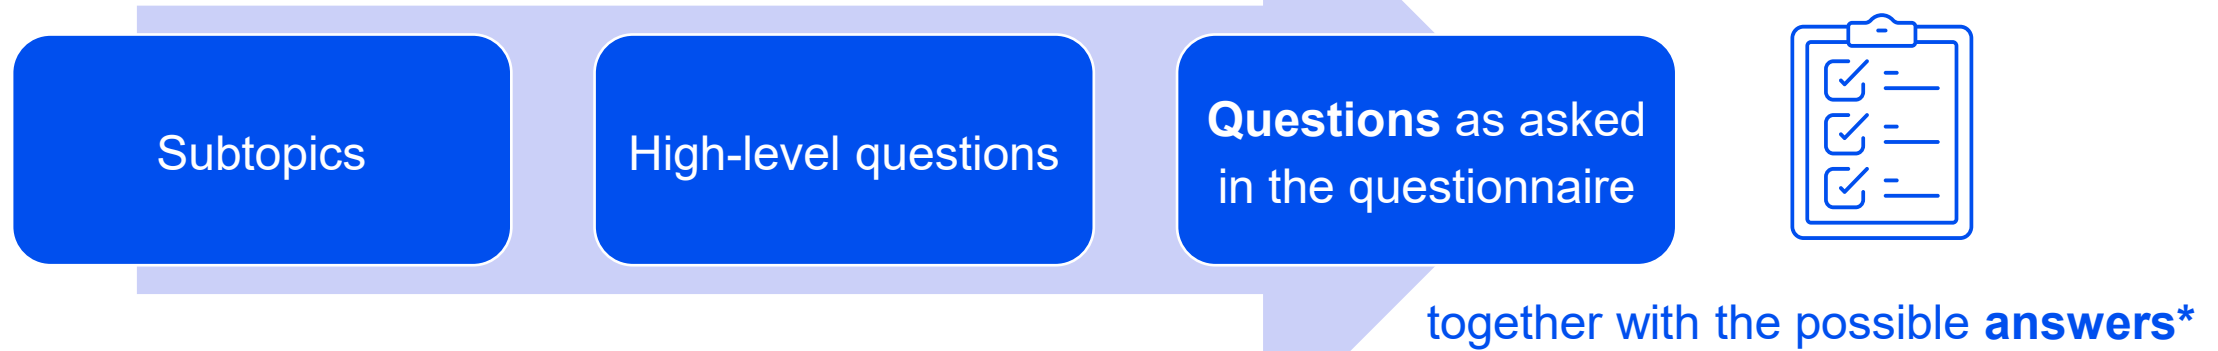 Subtopics
High-level questions
Questions as asked
in the questionnaire
together with the possible answers*